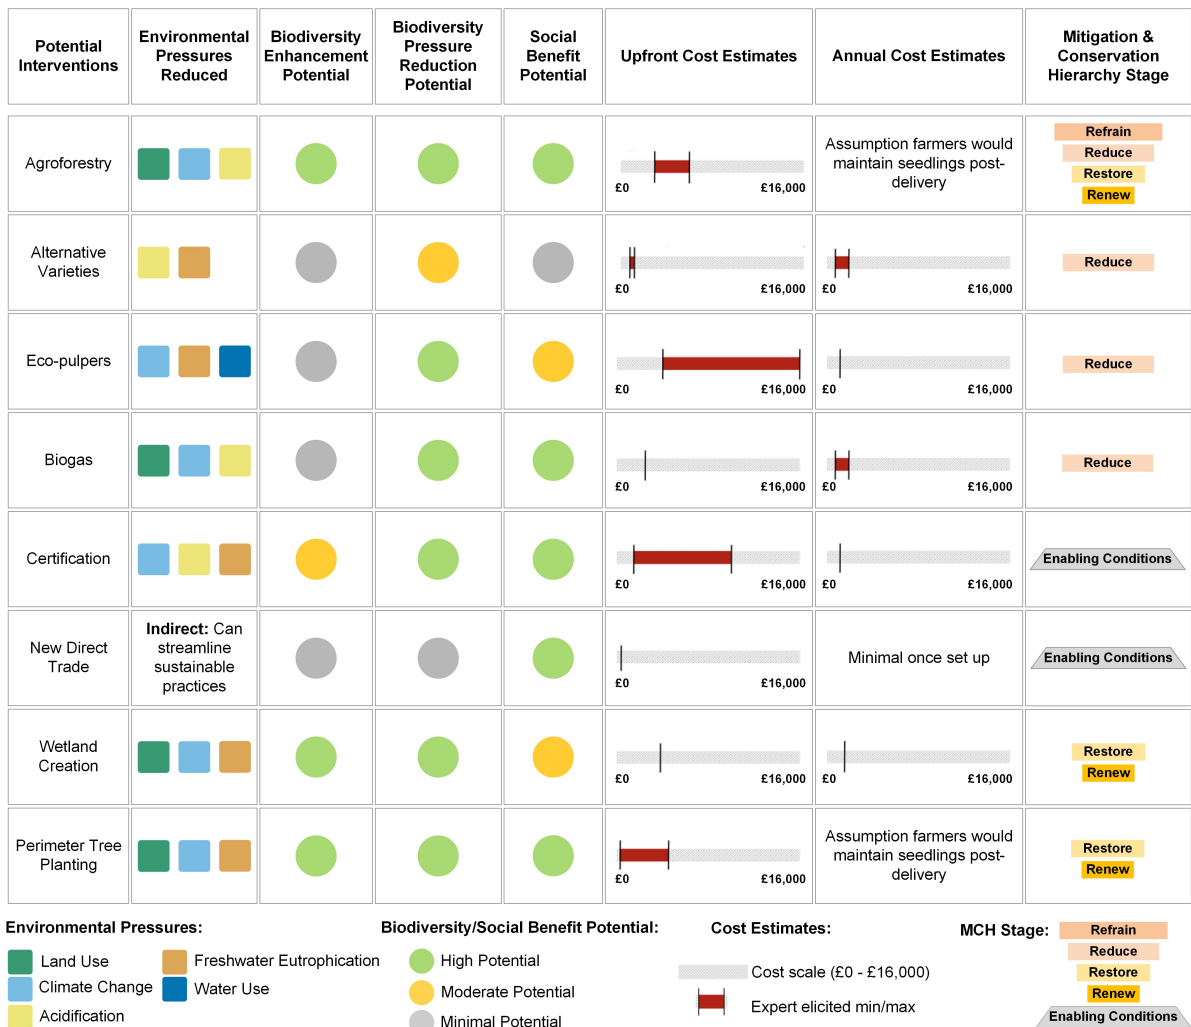 Potential
Interventions
Environmental
Pressures
Reduced
Biodiversity
Enhancement
Potential
Biodiversity
Pressure
Reduction
Potential
Social
Benefit
Potential
Upfront Cost Estimates
Annual Cost Estimates
Mitigation &
Conservation
Hierarchy Stage
Agroforestry
£0
£16,000
Assumption farmers would
maintain seedlings post-
delivery
Refrain
Reduce
Restore
Renew
Alternative
Varieties
£0
£16,000
£0
£16,000
Reduce
Eco-pulpers
£0
£16,000
£0
£16,000
Reduce
Biogas
£0
£16,000
£0
£16,000
Reduce
Certification
£0
£16,000
£0
£16,000
Enabling Conditions
New Direct
Trade
Indirect: Can
streamline
sustainable
practices
£0
£16,000
Minimal once set up
Enabling Conditions
Wetland
Creation
£0
£16,000
£0
£16,000
Restore
Renew
Perimeter Tree
Planting
£0
£16,000
Assumption farmers would
maintain seedlings post-
delivery
Restore
Renew
Environmental Pressures:
Land Use
Climate Change
Acidification
Freshwater Eutrophication
Water Use
Biodiversity/Social Benefit Potential:
High Potential
Moderate Potential
Minimal Potential
Cost Estimates:
Cost scale (£0 - £16,000)
Expert elicited min/max
MCH Stage:
Refrain
Reduce
Restore
Renew
Enabling Conditions